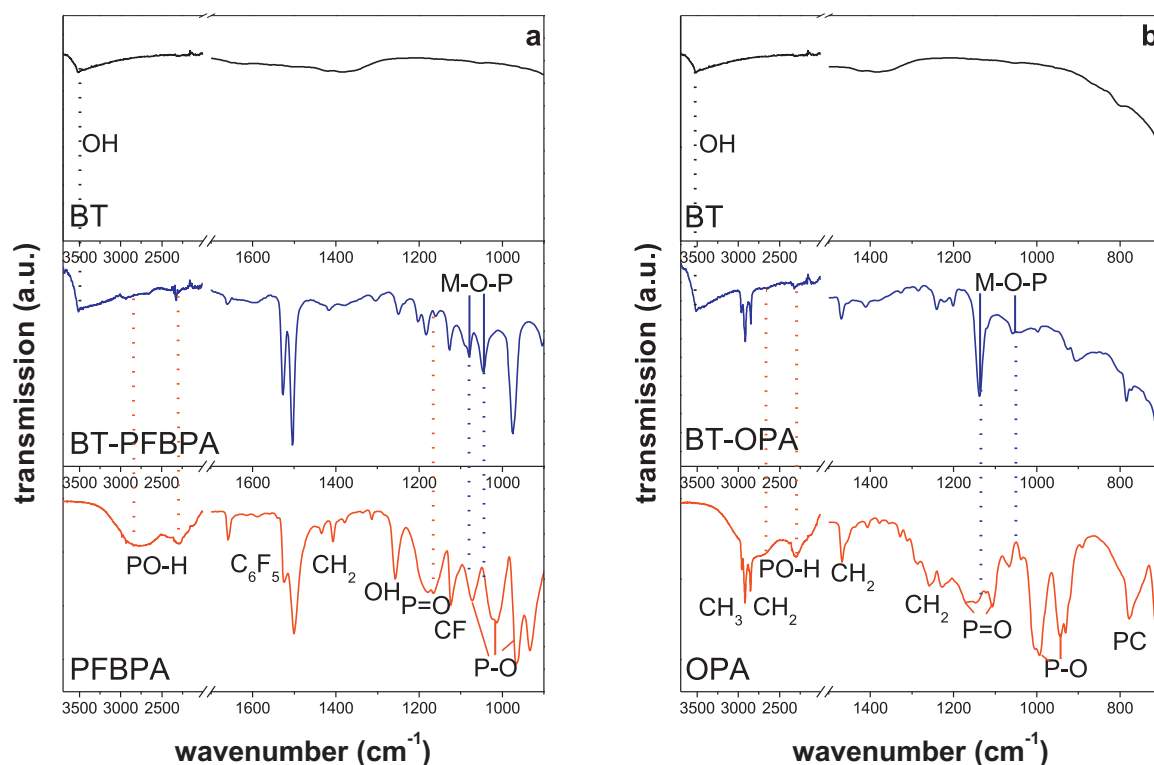 a
OH
BT
3500 3000 2500 1600 1400 1200 1000
M-O-P
BT-PFBPA
3500 3000 2500 1600 1400 1200 1000
PO-H
C6F5
CH2
OH
P=O
CF
P-O
PFBPA
3500 3000 2500 1600 1400 1200 1000
transmission (a.u.)
wavenumber (cm-1)
b
OH
BT
3500 3000 2500 1400 1200 1000 800
M-O-P
BT-OPA
3500 3000 2500 1400 1200 1000 800
PO-H
CH3
CH2
CH2
CH2
P=O
P-O
PC
OPA
3500 3000 2500 1400 1200 1000 800
transmission (a.u.)
wavenumber (cm-1)